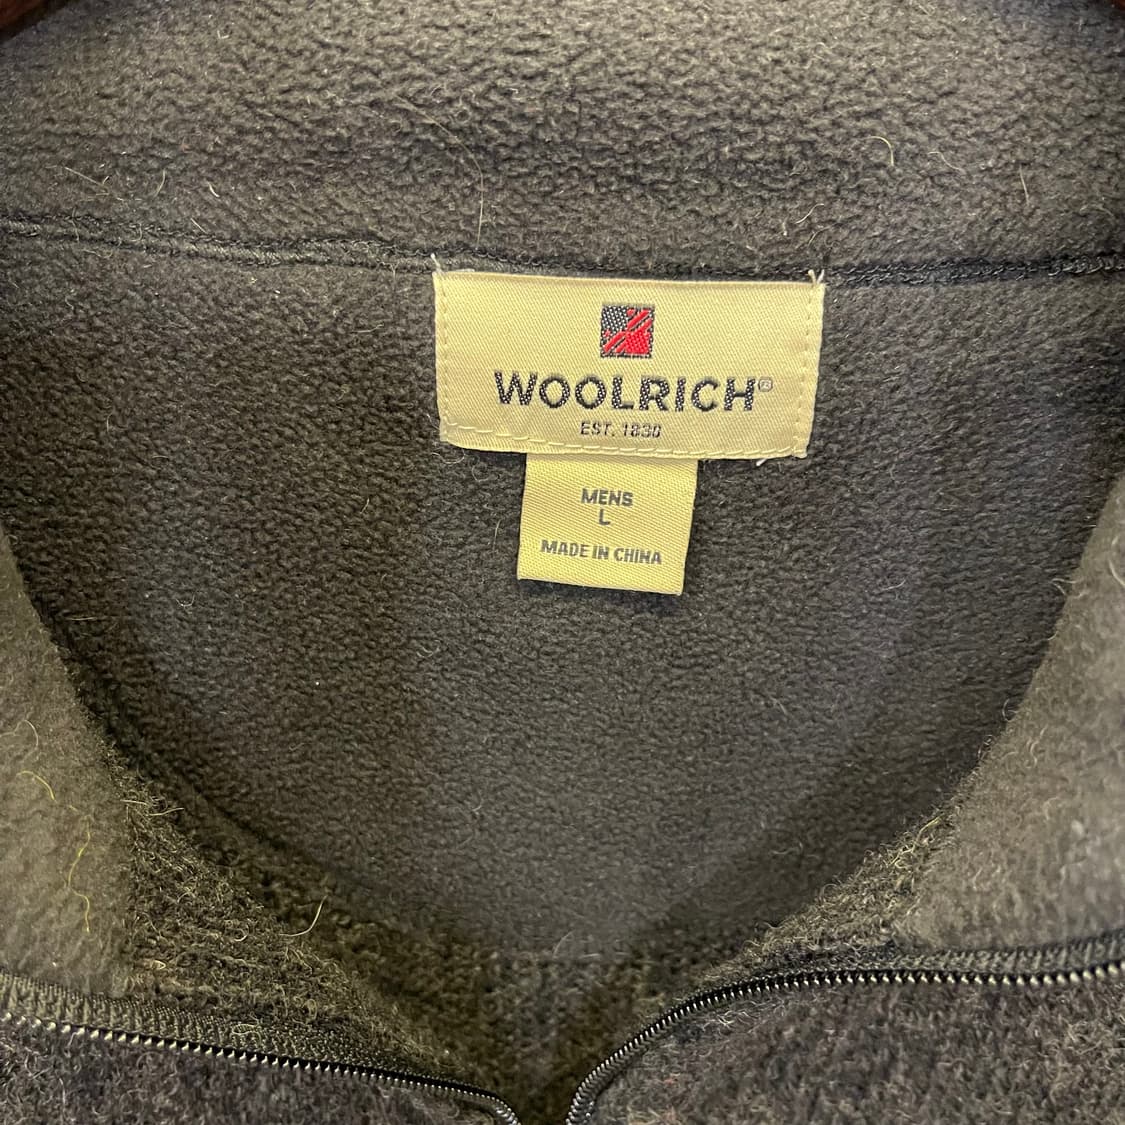 WOOLRICH®
EST. 1830
MENS
L
MADE IN CHINA